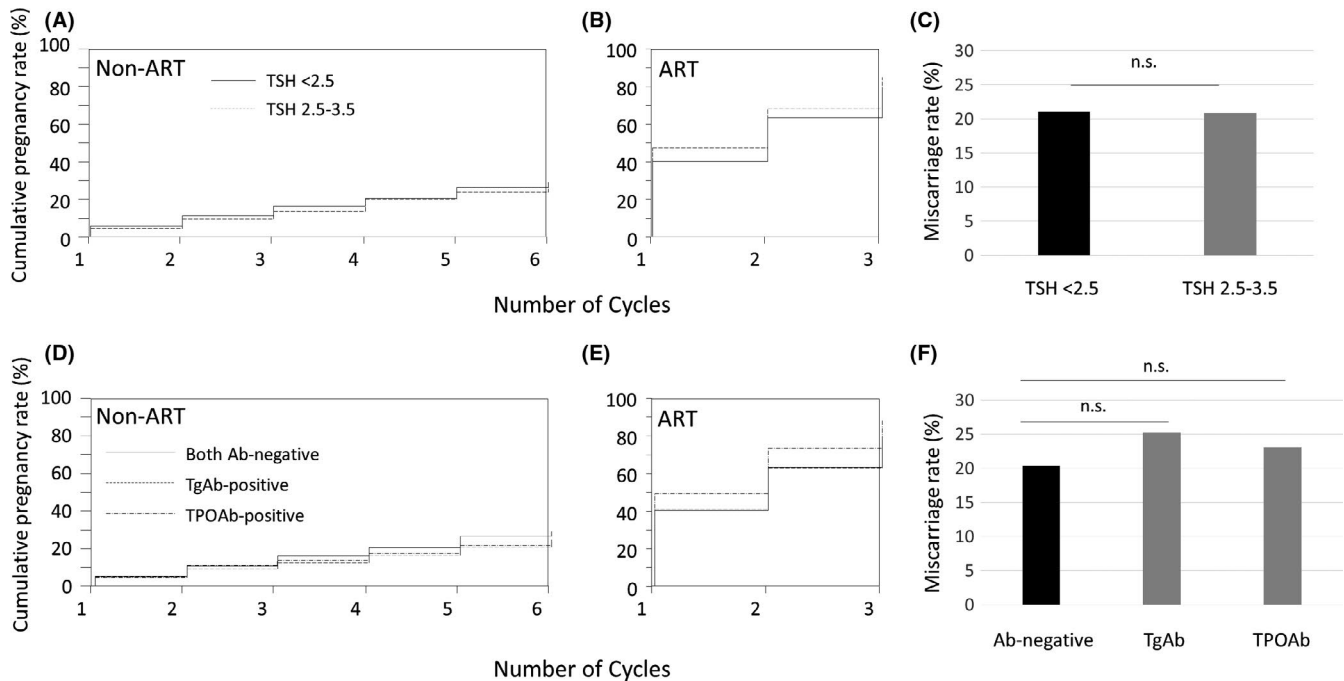 (A)
Cumulative pregnancy rate (%)
100
80
60
40
20
0
Non-ART
TSH <2.5
TSH 2.5-3.5
1 2 3 4 5 6
(B)
100
80
60
40
20
0
ART
1 2 3
Number of Cycles
(C)
Miscarriage rate (%)
30
25
20
15
10
5
0
n.s.
TSH <2.5 TSH 2.5-3.5
(D)
Cumulative pregnancy rate (%)
100
80
60
40
20
0
Non-ART
Both Ab-negative
TgAb-positive
TPOAb-positive
1 2 3 4 5 6
(E)
100
80
60
40
20
0
ART
1 2 3
Number of Cycles
(F)
Miscarriage rate (%)
30
25
20
15
10
5
0
n.s.
n.s.
Ab-negative TgAb TPOAb